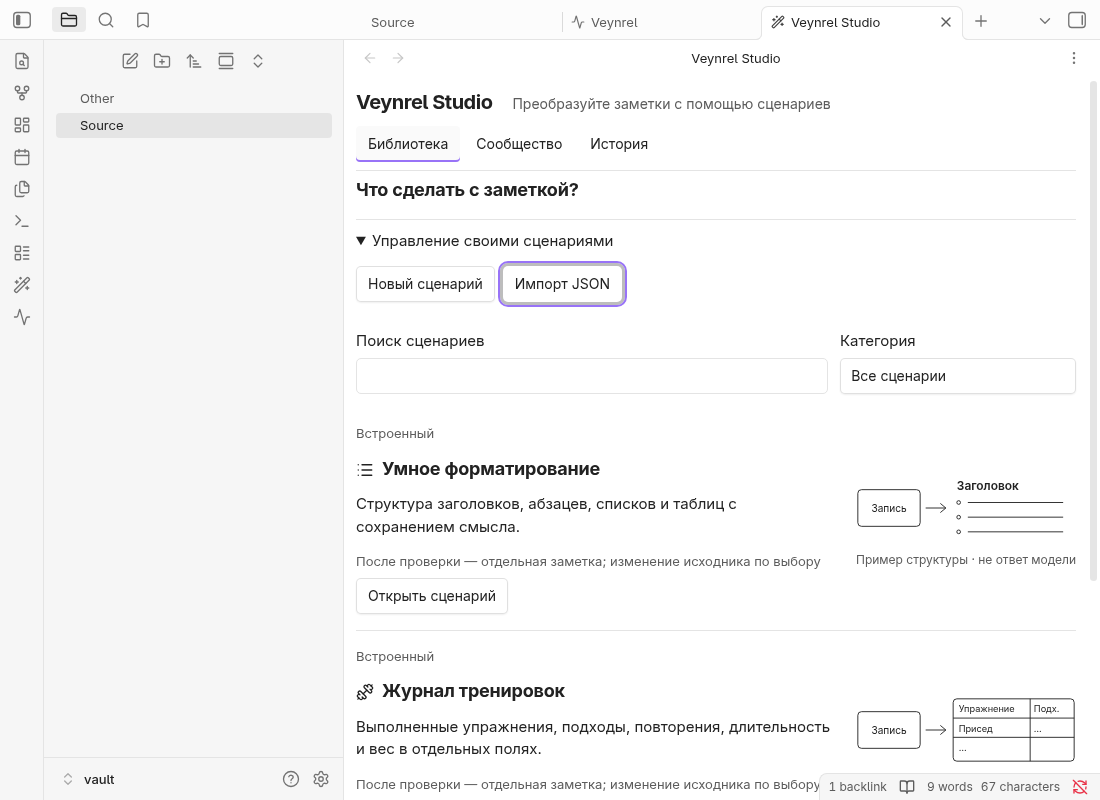 Source
Veynrel
Veynrel Studio
Other
Source
Veynrel Studio
Veynrel Studio
Преобразуйте заметки с помощью сценариев
Библиотека
Сообщество
История
Что сделать с заметкой?
Управление своими сценариями
Новый сценарий
Импорт JSON
Поиск сценариев
Категория
Все сценарии
Встроенный
Умное форматирование
Структура заголовков, абзацев, списков и таблиц с
сохранением смысла.
После проверки — отдельная заметка; изменение исходника по выбору
Запись
Заголовок
Пример структуры · не ответ модели
Открыть сценарий
Встроенный
Журнал тренировок
Выполненные упражнения, подходы, повторения, длительность
и вес в отдельных полях.
После проверки — отдельная заметка; изменение исходника по выбору
Запись
Упражнение
Подх.
Присед
...
...
vault
1 backlink
9 words
67 characters